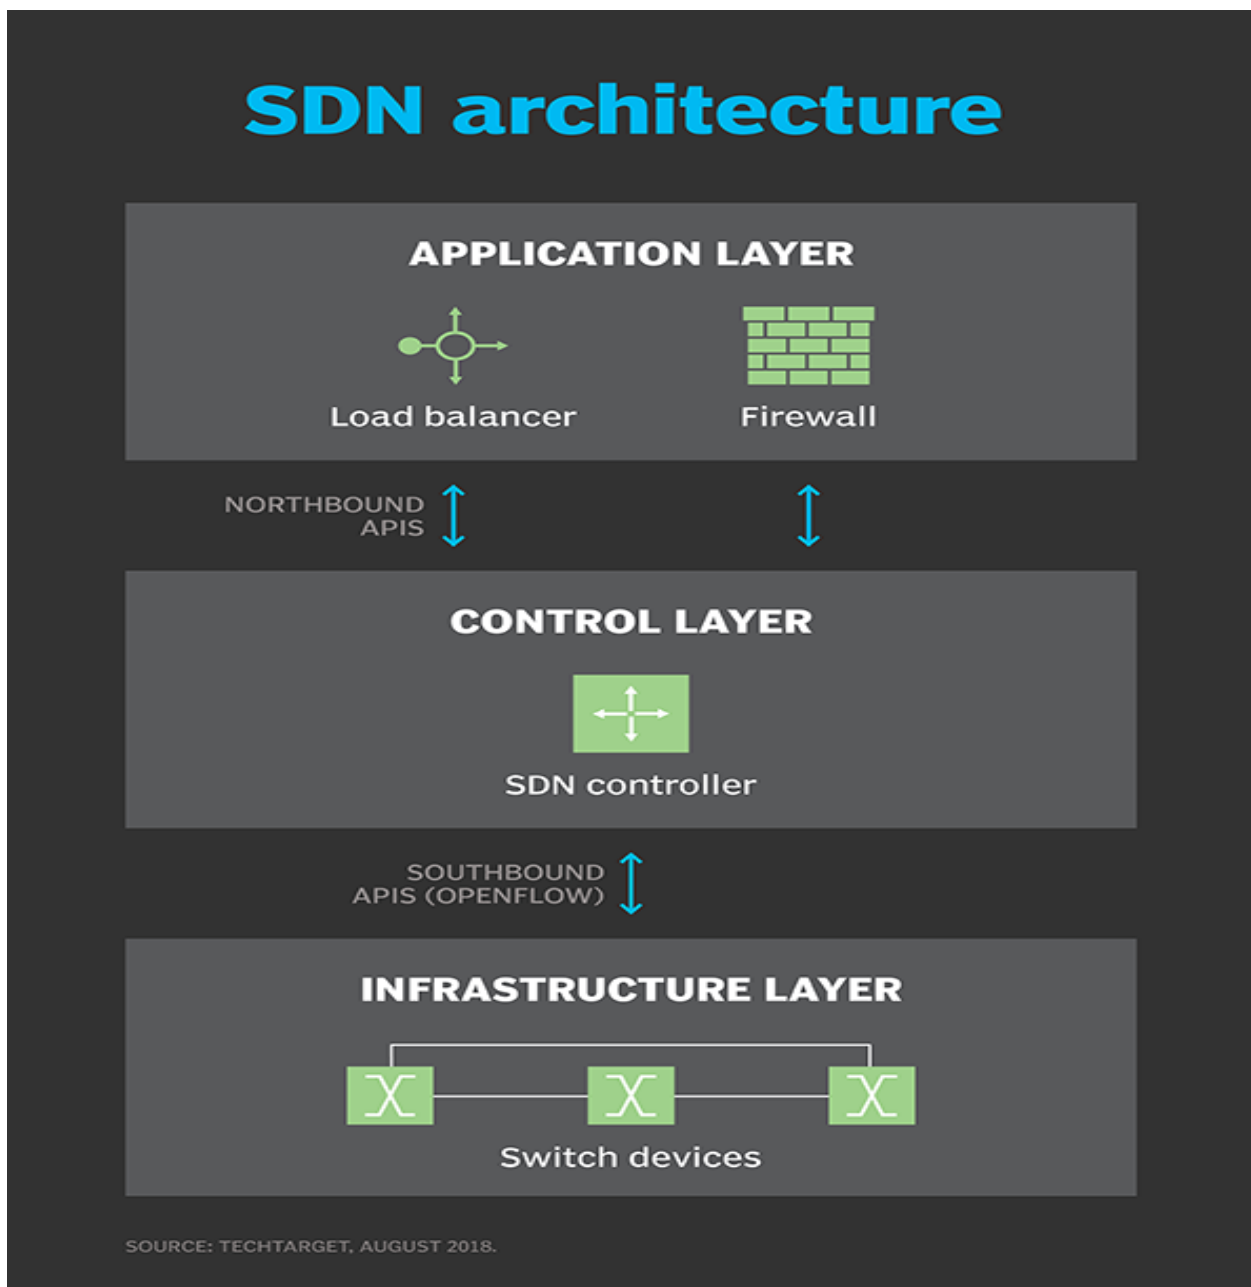 SDN architecture
APPLICATION LAYER
Load balancer
Firewall
NORTHBOUND
APIS
CONTROL LAYER
SDN controller
SOUTHBOUND
APIS (OPENFLOW)
INFRASTRUCTURE LAYER
Switch devices
SOURCE: TECHTARGET, AUGUST 2018.